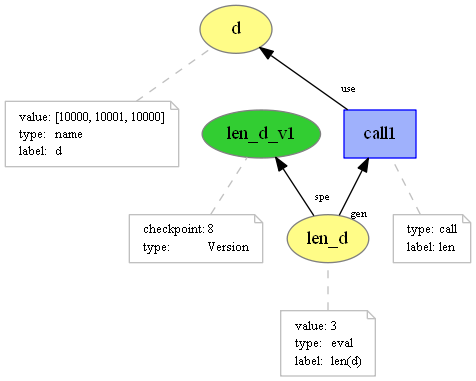 d
use
value: [10000, 10001, 10000]
type: name
label: d
len_d_v1
call1
spe
gen
checkpoint: 8
type: Version
len_d
type: call
label: len
value: 3
type: eval
label: len(d)